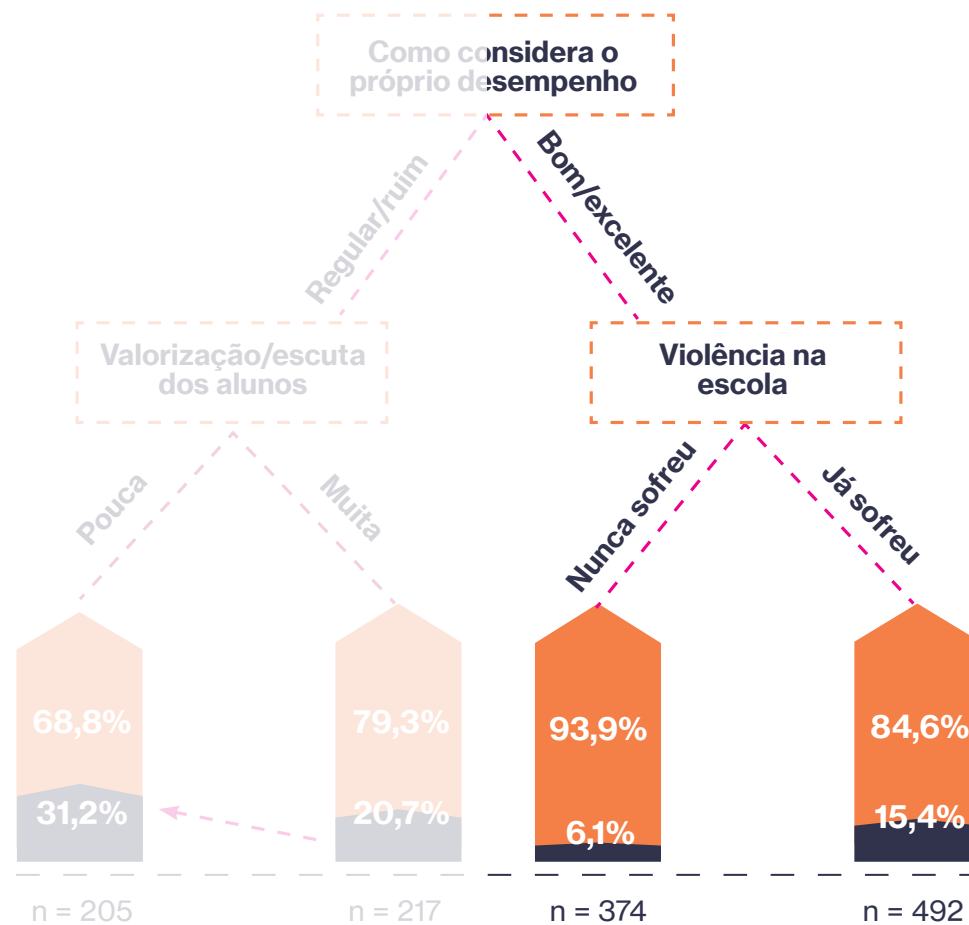 Como considera o
próprio desempenho
Regular/ruim
Bom/excelente
Valorização/escuta
dos alunos
Violência na
escola
Pouca
Muita
Nunca sofreu
Já sofreu
68,8%
79,3%
93,9%
84,6%
31,2%
20,7%
6,1%
15,4%
n = 205
n = 217
n = 374
n = 492